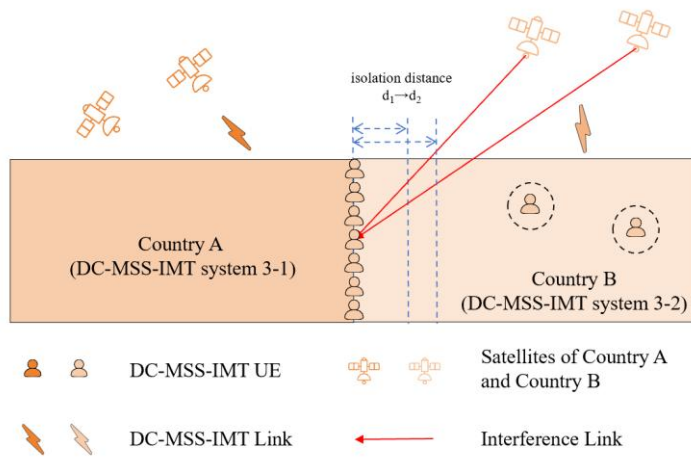 isolation distance
d₁→d₂
Country A
(DC-MSS-IMT system 3-1)
Country B
(DC-MSS-IMT system 3-2)
DC-MSS-IMT UE
Satellites of Country A
and Country B
DC-MSS-IMT Link
Interference Link